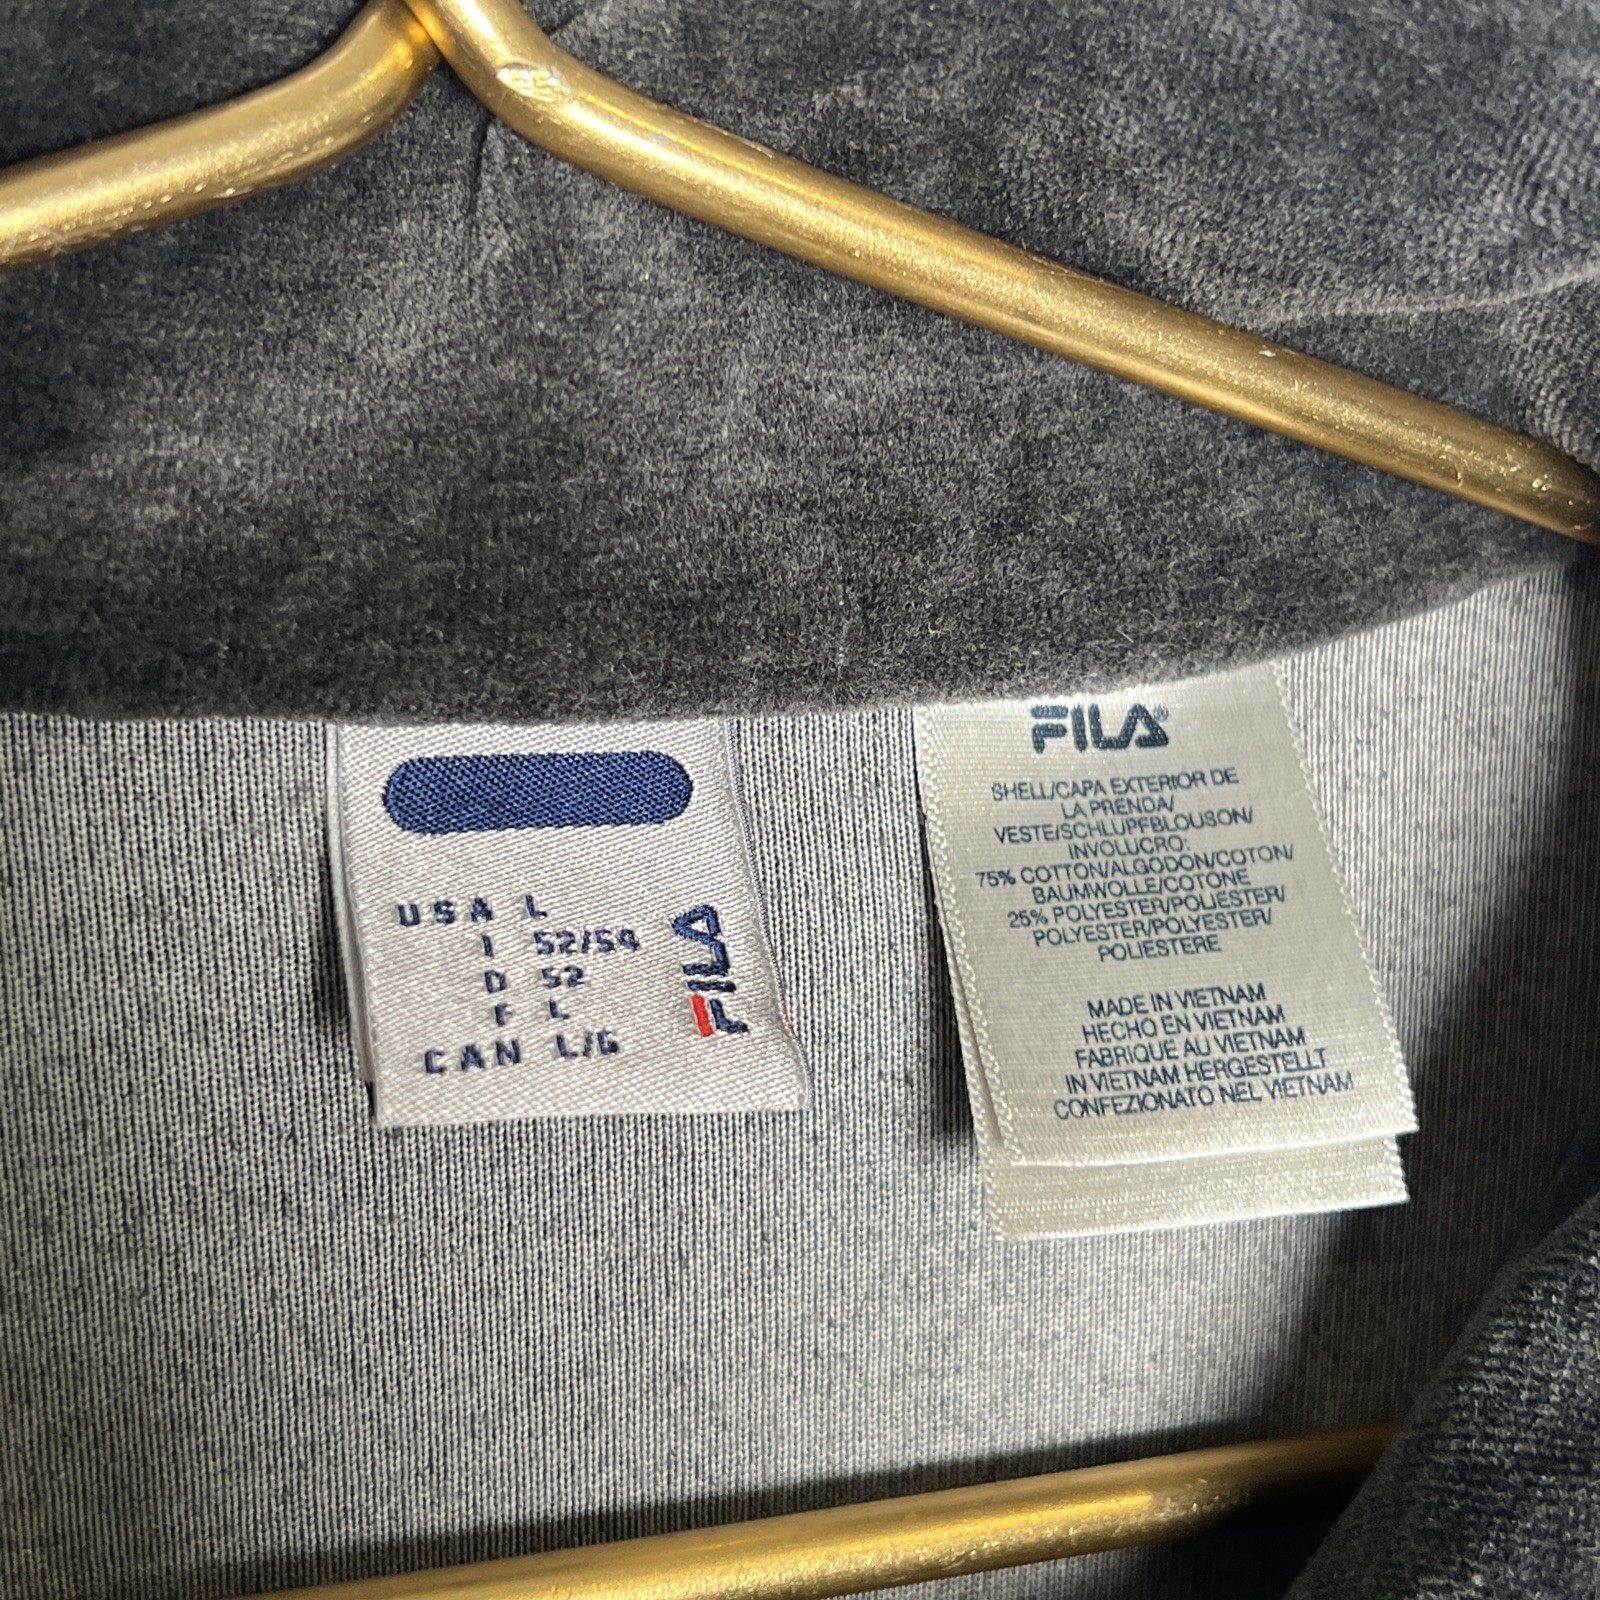 USA L
I 52/54
D 52
F L
CAN L/G
FILA
FILA®
SHELL/CAPA EXTERIOR DE
LA PRENDA/
VESTE/SCHLUPFBLOUSON/
INVOLUCRO:
75% COTTON/ALGODON/COTON/
BAUMWOLLE/COTONE
25% POLYESTER/POLIESTER/
POLYESTER/POLYESTER/
POLIESTERE
MADE IN VIETNAM
HECHO EN VIETNAM
FABRIQUE AU VIETNAM
IN VIETNAM HERGESTELLT
CONFEZIONATO NEL VIETNAM